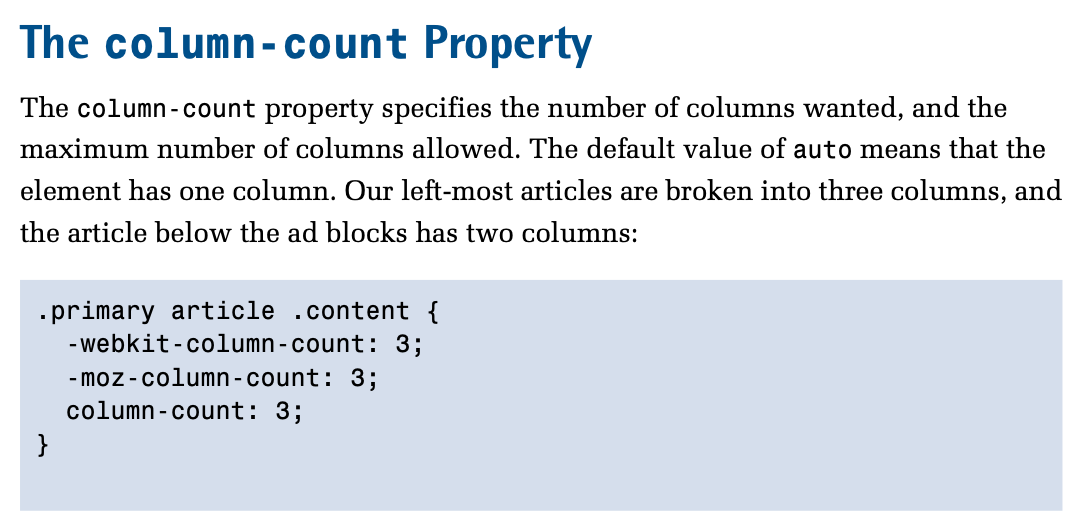 The column-count Property
The column-count property specifies the number of columns wanted, and the
maximum number of columns allowed. The default value of auto means that the
element has one column. Our left-most articles are broken into three columns, and
the article below the ad blocks has two columns:
.primary article .content {
  -webkit-column-count: 3;
  -moz-column-count: 3;
  column-count: 3;
}